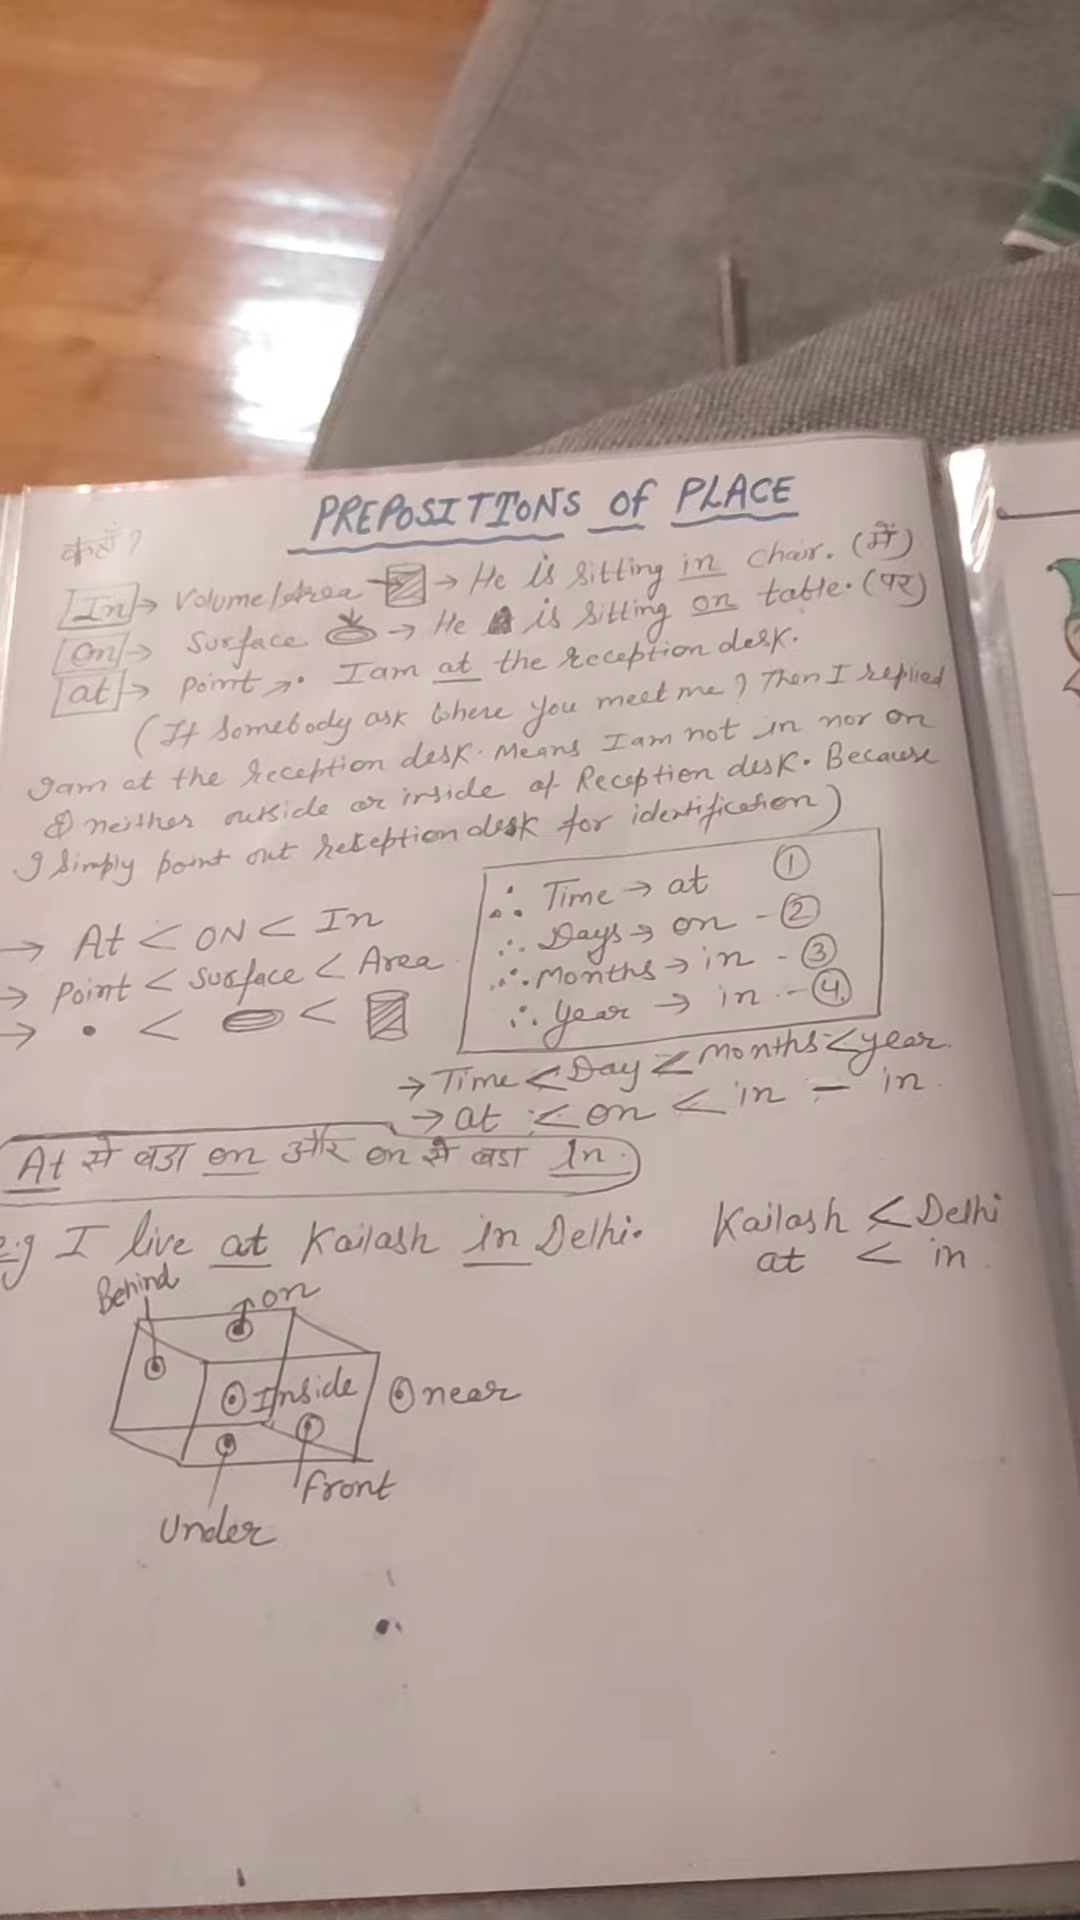 PREPOSITIONS of PLACE
कहाँ ?
In → Volume/Area → He is sitting in chair. (में)
on → Surface → He is sitting on table. (पर)
at → Point → • I am at the reception desk.
(If Somebody ask where you meet me ? Then I replied
I am at the reception desk. Means I am not in nor on
& neither outside or inside of Reception desk. Because
I simply point out reception desk for identification)
→ At < ON < In
→ Point < Surface < Area
→ • < <
∴ Time → at ①
∴ Days → on - ②
∴ Months → in - ③
∴ Year → in - ④
→ Time < Day < Months < year.
→ at < on < in - in
At से बडा on और on से बडा In.
e.g I live at Kailash in Delhi.
Kailash < Delhi
at < in
Behind
on
Inside
near
Front
Under